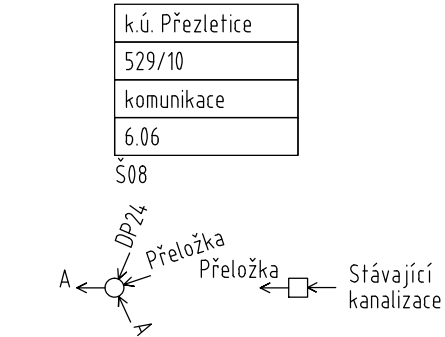 k.ú. Přezletice
529/10
komunikace
6.06
Š08
DP24
Přeložka
A
A
Přeložka
Stávající
kanalizace